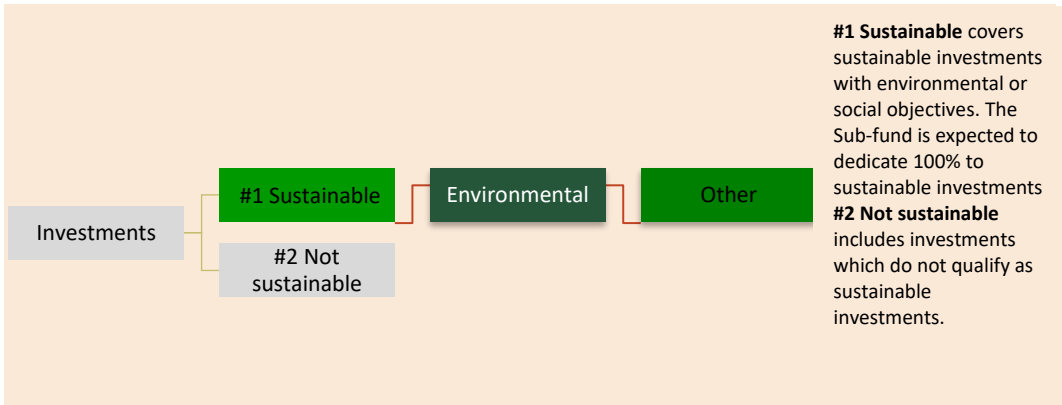 Investments
#1 Sustainable
#2 Not
sustainable
Environmental
Other
#1 Sustainable covers
sustainable investments
with environmental or
social objectives. The
Sub-fund is expected to
dedicate 100% to
sustainable investments
#2 Not sustainable
includes investments
which do not qualify as
sustainable
investments.